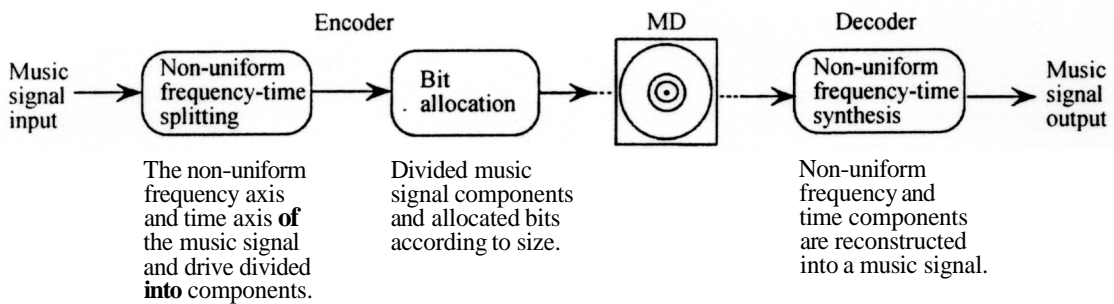 Encoder
MD
Decoder
Music
signal
input
Non-uniform
frequency-time
splitting
Bit
allocation
Non-uniform
frequency-time
synthesis
Music
signal
output
The non-uniform
frequency axis
and time axis of
the music signal
and drive divided
into components.
Divided music
signal components
and allocated bits
according to size.
Non-uniform
frequency and
time components
are reconstructed
into a music signal.